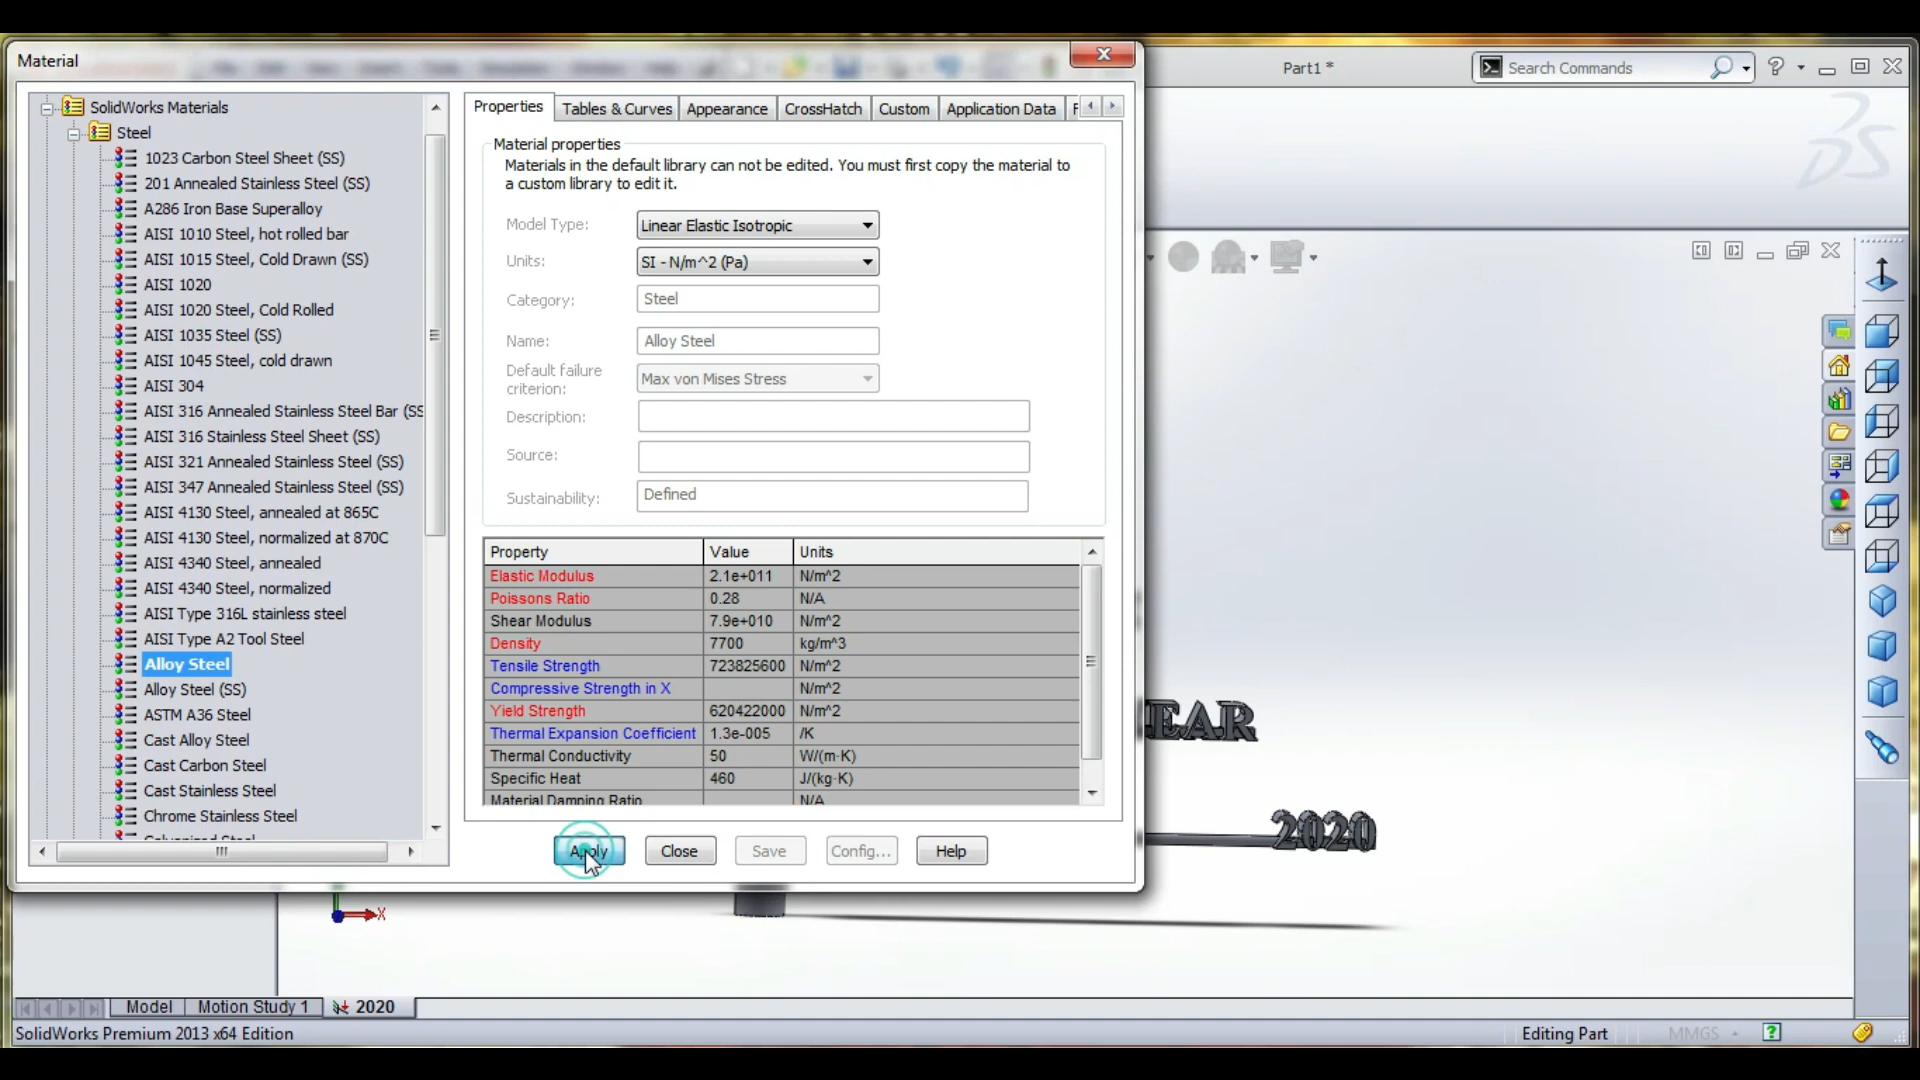 Material
Part1 *
Search Commands
SolidWorks Materials
Steel
1023 Carbon Steel Sheet (SS)
201 Annealed Stainless Steel (SS)
A286 Iron Base Superalloy
AISI 1010 Steel, hot rolled bar
AISI 1015 Steel, Cold Drawn (SS)
AISI 1020
AISI 1020 Steel, Cold Rolled
AISI 1035 Steel (SS)
AISI 1045 Steel, cold drawn
AISI 304
AISI 316 Annealed Stainless Steel Bar (SS
AISI 316 Stainless Steel Sheet (SS)
AISI 321 Annealed Stainless Steel (SS)
AISI 347 Annealed Stainless Steel (SS)
AISI 4130 Steel, annealed at 865C
AISI 4130 Steel, normalized at 870C
AISI 4340 Steel, annealed
AISI 4340 Steel, normalized
AISI Type 316L stainless steel
AISI Type A2 Tool Steel
Alloy Steel
Alloy Steel (SS)
ASTM A36 Steel
Cast Alloy Steel
Cast Carbon Steel
Cast Stainless Steel
Chrome Stainless Steel
Properties Tables & Curves Appearance CrossHatch Custom Application Data F
Material properties
Materials in the default library can not be edited. You must first copy the material to
a custom library to edit it.
Model Type: Linear Elastic Isotropic
Units: SI - N/m^2 (Pa)
Category: Steel
Name: Alloy Steel
Default failure
criterion: Max von Mises Stress
Description:
Source:
Sustainability: Defined
Property Value Units
Elastic Modulus 2.1e+011 N/m^2
Poissons Ratio 0.28 N/A
Shear Modulus 7.9e+010 N/m^2
Density 7700 kg/m^3
Tensile Strength 723825600 N/m^2
Compressive Strength in X N/m^2
Yield Strength 620422000 N/m^2
Thermal Expansion Coefficient 1.3e-005 /K
Thermal Conductivity 50 W/(m·K)
Specific Heat 460 J/(kg·K)
Material Damping Ratio N/A
Apply Close Save Config... Help
EAR
2020
X
Model Motion Study 1 2020
SolidWorks Premium 2013 x64 Edition
Editing Part MMGS